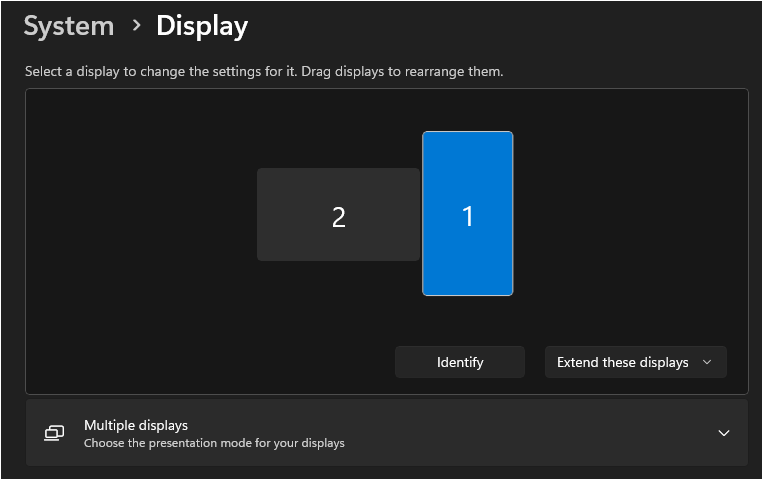 System > Display
Select a display to change the settings for it. Drag displays to rearrange them.
2
1
Identify
Extend these displays
Multiple displays
Choose the presentation mode for your displays